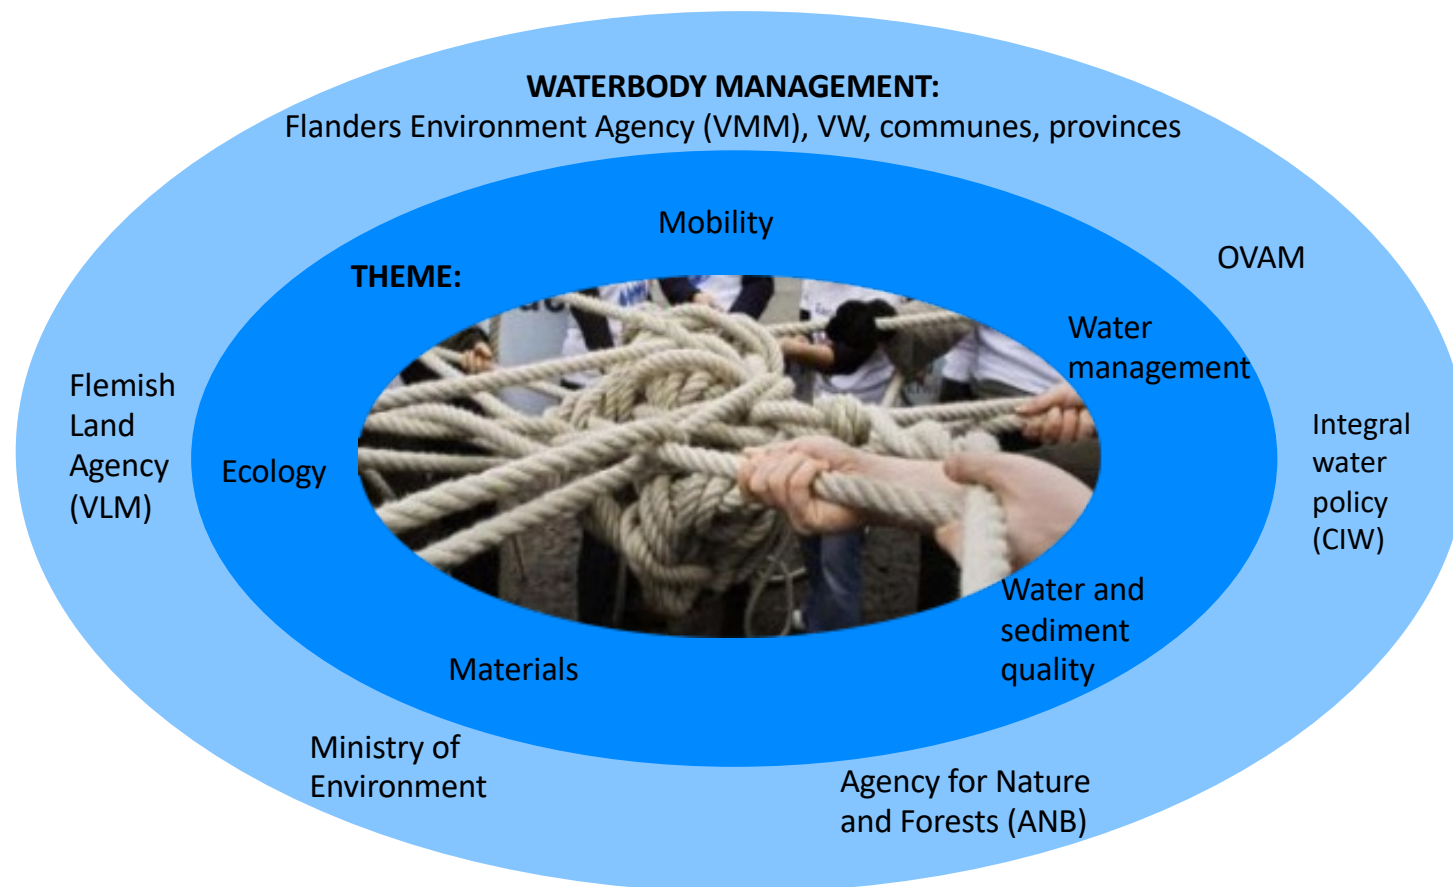 WATERBODY MANAGEMENT:
Flanders Environment Agency (VMM), VW, communes, provinces
Mobility
OVAM
THEME:
Water
management
Flemish
Land
Agency
(VLM)
Integral
water
policy
(CIW)
Ecology
Water and
sediment
quality
Materials
Ministry of
Environment
Agency for Nature
and Forests (ANB)